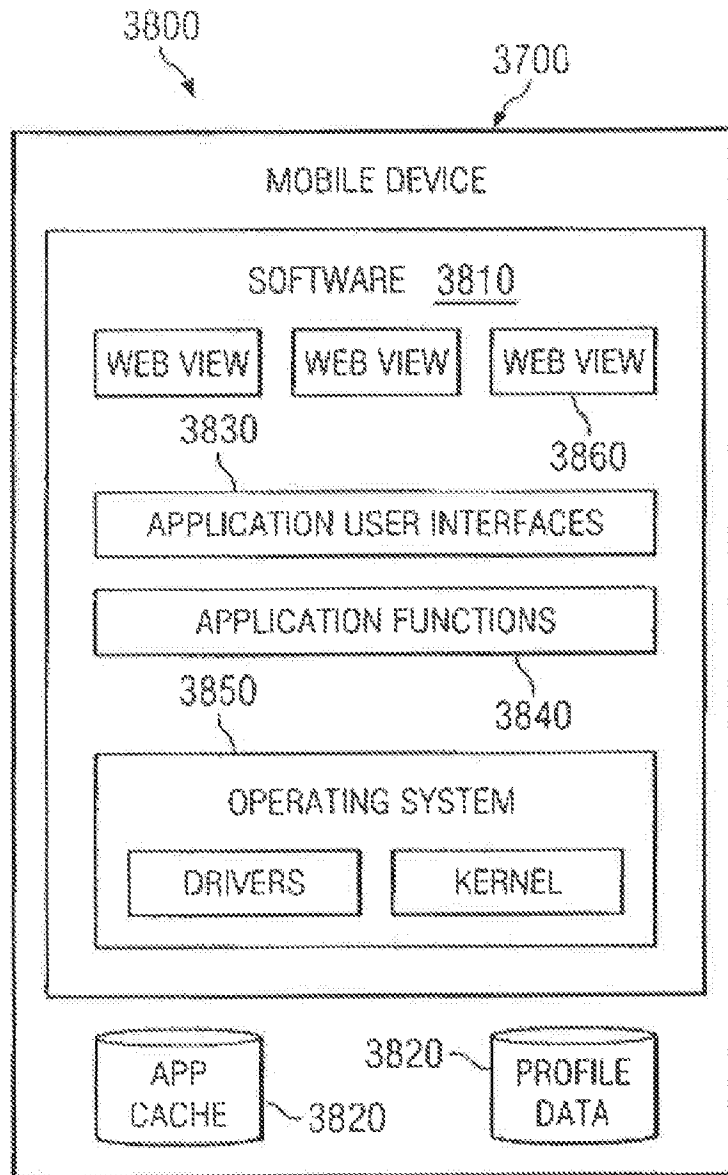 3800
3700
MOBILE DEVICE
SOFTWARE 3810
WEB VIEW WEB VIEW WEB VIEW
3830
3860
APPLICATION USER INTERFACES
APPLICATION FUNCTIONS
3850
3840
OPERATING SYSTEM
DRIVERS KERNEL
APP CACHE
3820
3820
PROFILE DATA